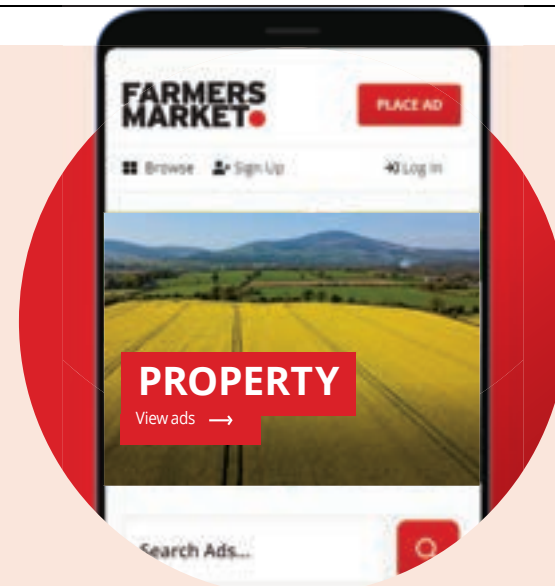 FARMERS
MARKET
PLACE AD
Browse Sign Up Log In
PROPERTY
View ads →
Search Ads...